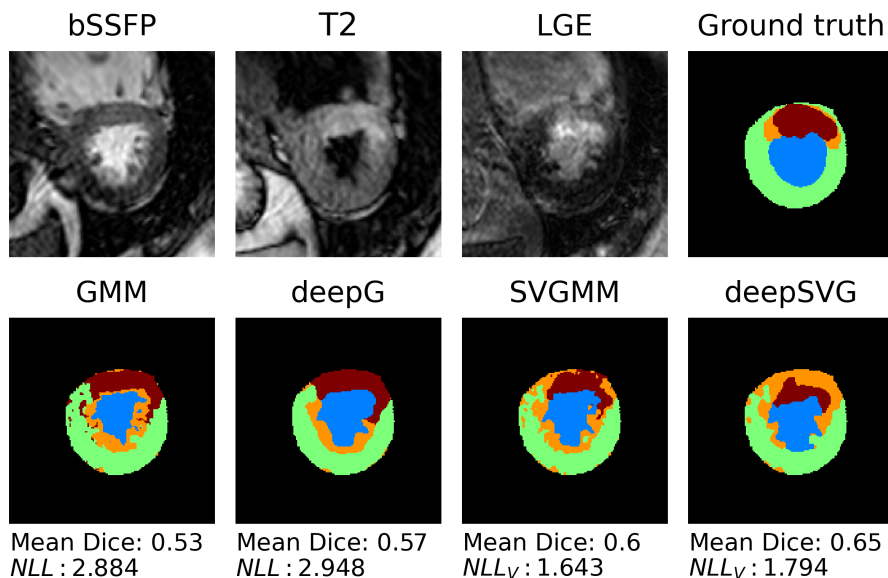 bSSFP T2 LGE Ground truth
GMM deepG SVGMM deepSVG
Mean Dice: 0.53 Mean Dice: 0.57 Mean Dice: 0.6 Mean Dice: 0.65
NLL : 2.884 NLL : 2.948 NLL_V : 1.643 NLL_V : 1.794